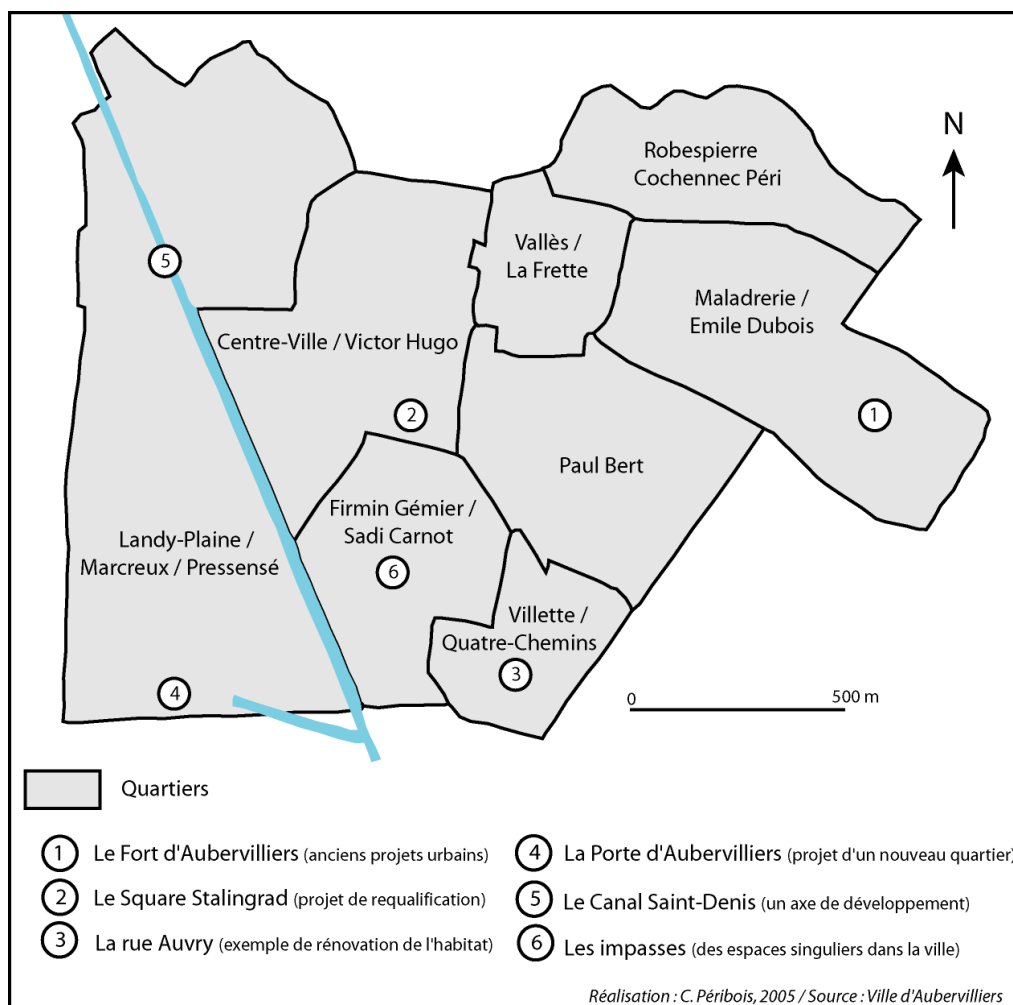 N
Robespierre
Cochennec Péri
Vallès /
La Frette
Maladrerie /
Emile Dubois
5
Centre-Ville / Victor Hugo
2
1
Paul Bert
Firmin Gémier /
Sadi Carnot
Landy-Plaine /
Marcreux / Pressensé
6
Villette /
Quatre-Chemins
3
4
0 500 m
Quartiers
1 Le Fort d'Aubervilliers (anciens projets urbains)
2 Le Square Stalingrad (projet de requalification)
3 La rue Auvry (exemple de rénovation de l'habitat)
4 La Porte d'Aubervilliers (projet d'un nouveau quartier)
5 Le Canal Saint-Denis (un axe de développement)
6 Les impasses (des espaces singuliers dans la ville)
Réalisation : C. Péribois, 2005 / Source : Ville d'Aubervilliers